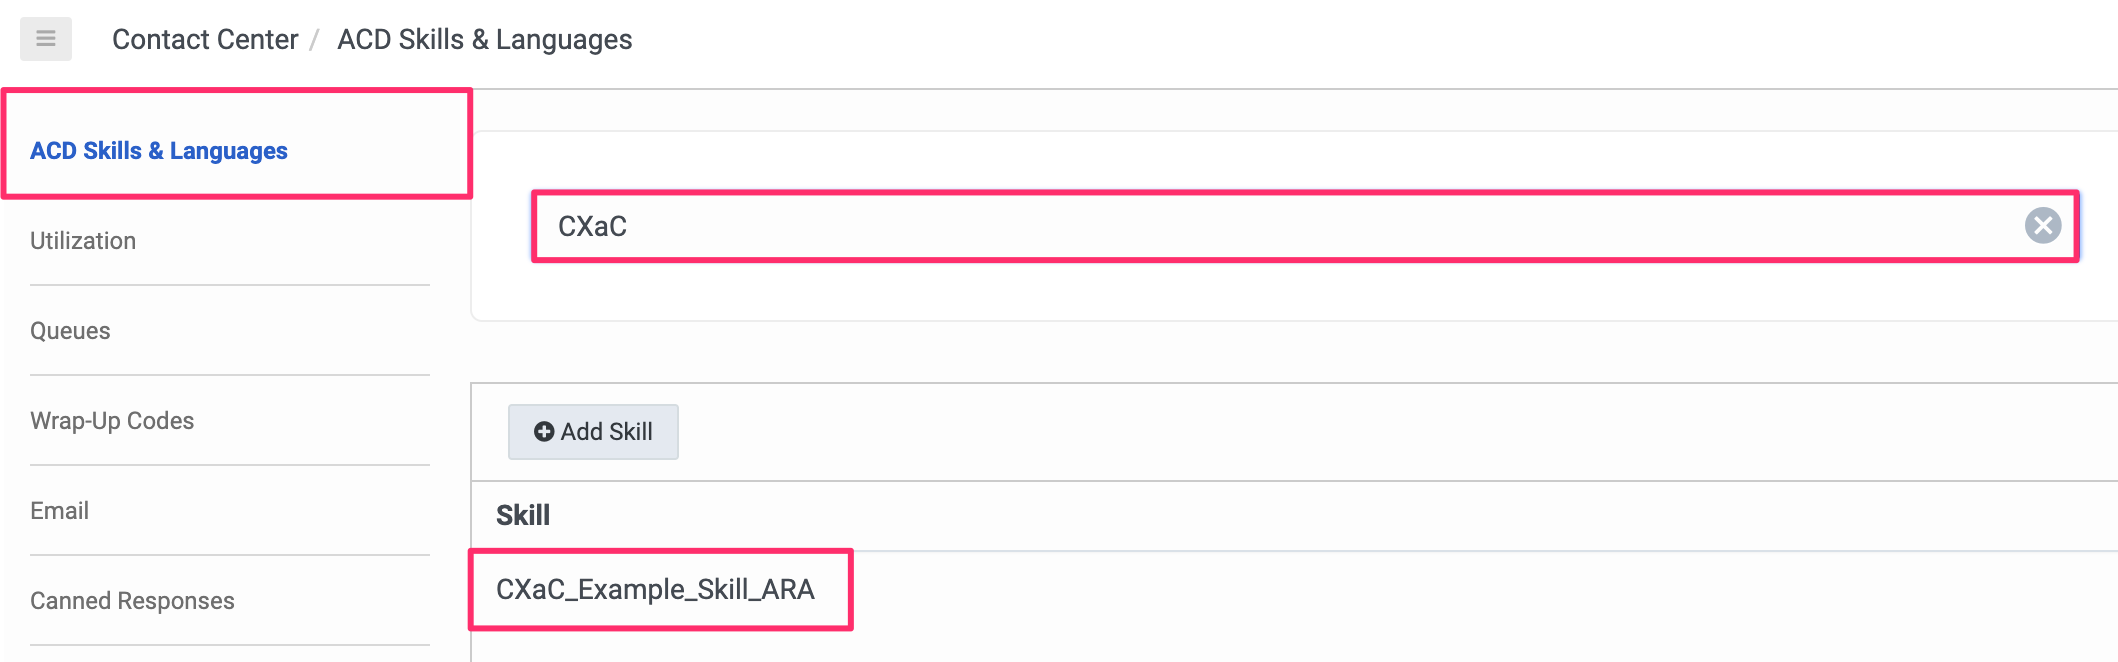 Contact Center / ACD Skills & Languages
ACD Skills & Languages
Utilization
Queues
Wrap-Up Codes
Email
Canned Responses
CXaC
Add Skill
Skill
CXaC_Example_Skill_ARA